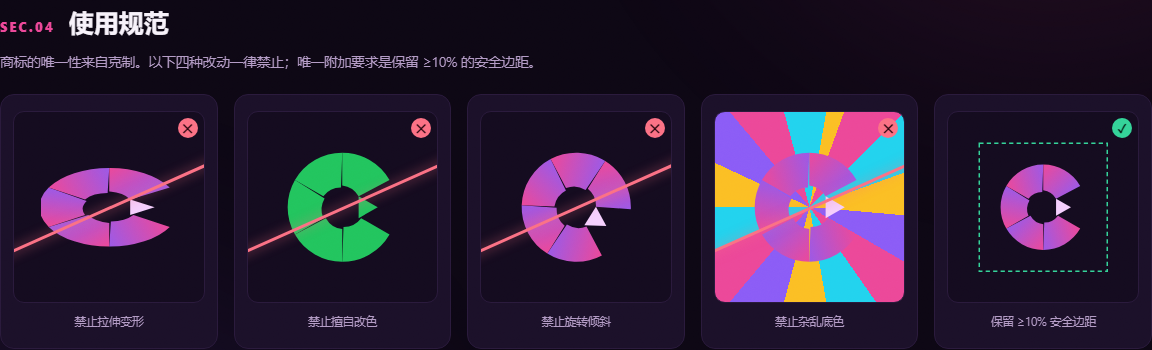 SEC.04 使用规范
商标的唯一性来自克制。以下四种改动一律禁止；唯一附加要求是保留 ≥10% 的安全边距。
禁止拉伸变形
禁止擅自改色
禁止旋转倾斜
禁止杂乱底色
保留 ≥10% 安全边距